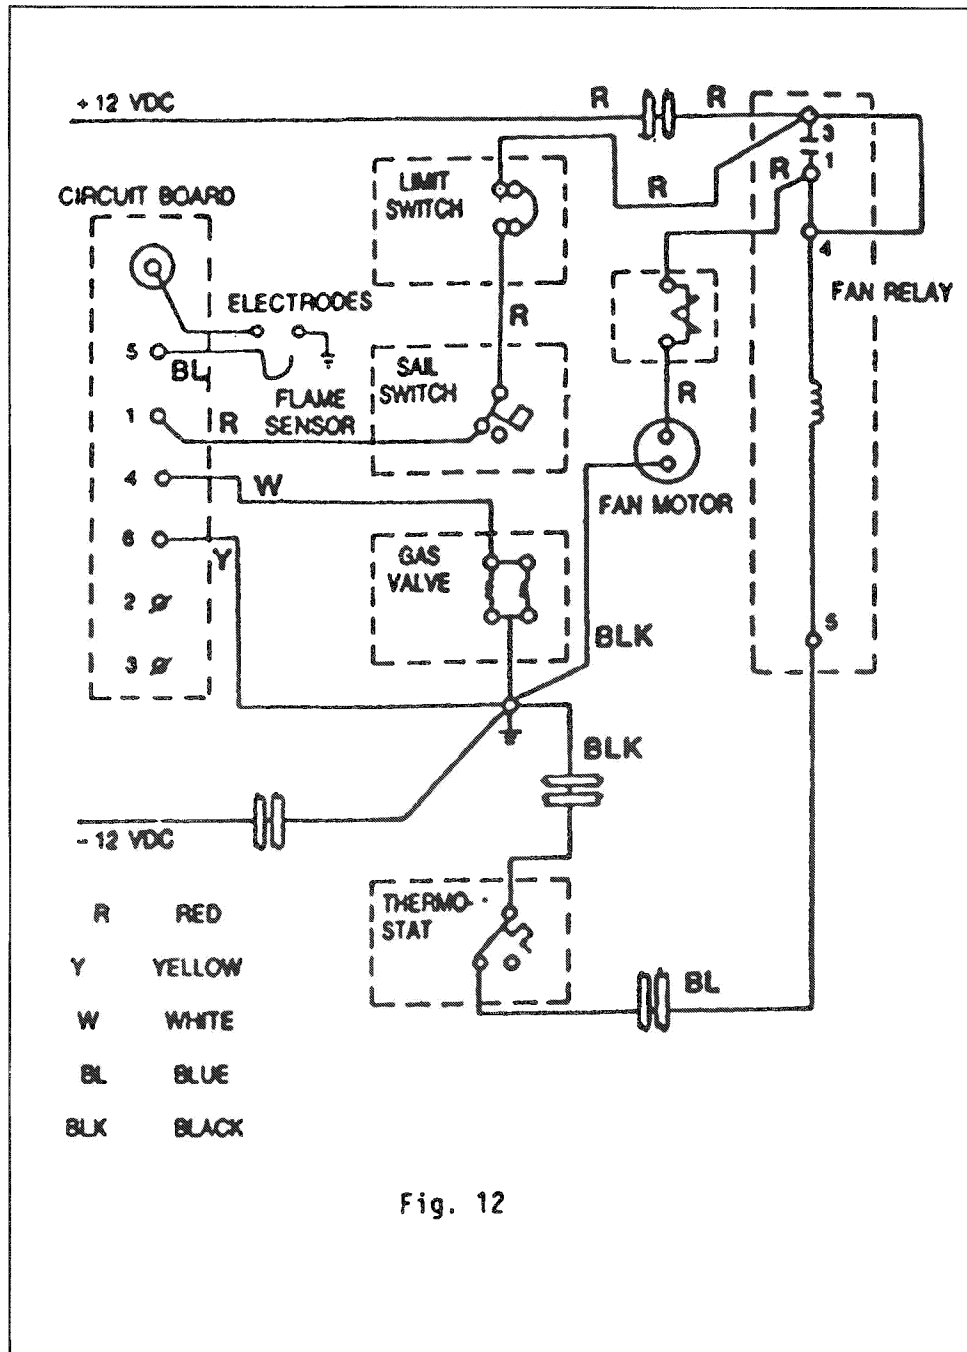 + 12 VDC
R
R
3
1
R
4
FAN RELAY
5
LIMIT
SWITCH
R
CIRCUIT BOARD
ELECTRODES
5
BL
FLAME
SENSOR
1
R
R
SAIL
SWITCH
R
FAN MOTOR
4
W
6
Y
2
3
GAS
VALVE
BLK
BLK
- 12 VDC
THERMO-
STAT
BL
R RED
Y YELLOW
W WHITE
BL BLUE
BLK BLACK
Fig. 12